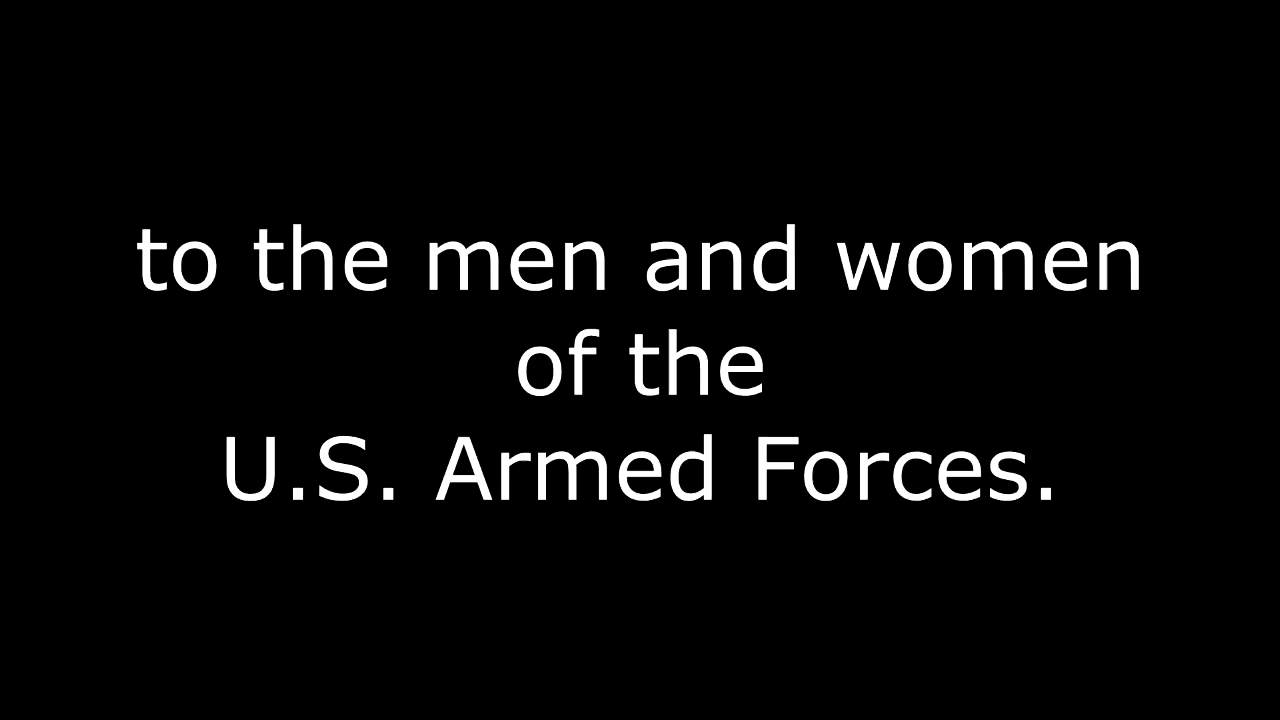 to the men and women
of the
U.S. Armed Forces.